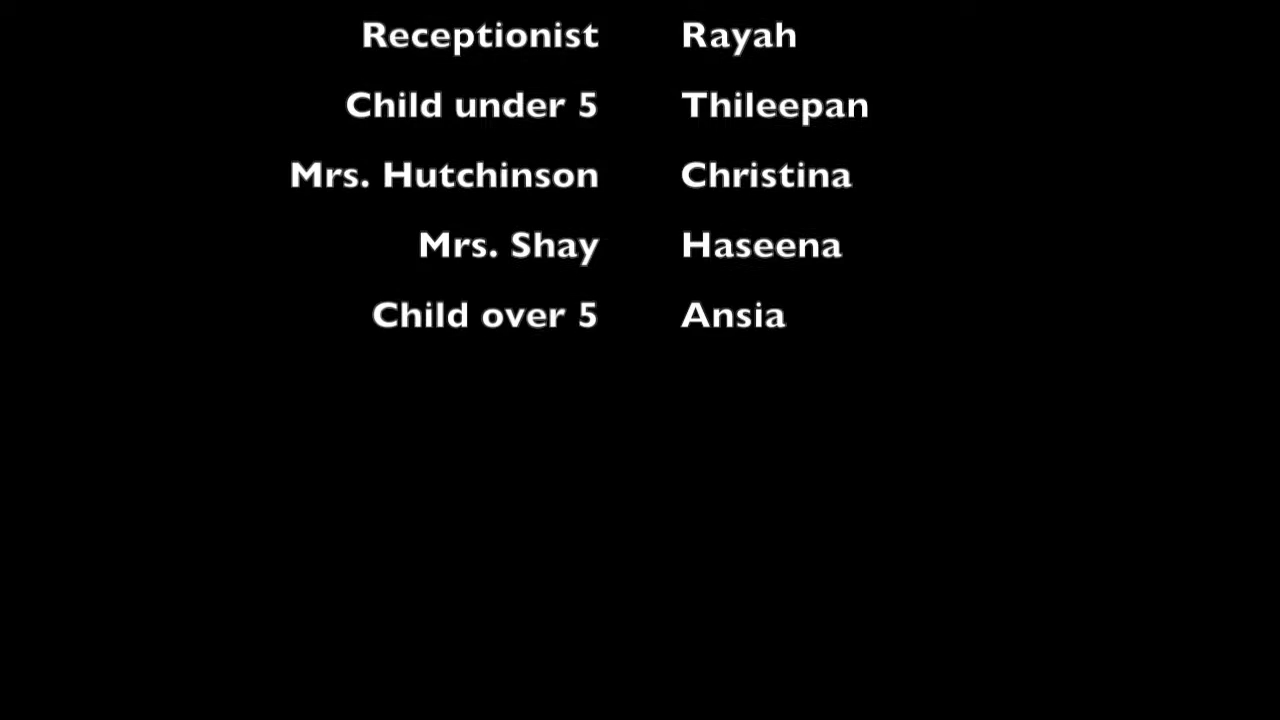 Receptionist Rayah
Child under 5 Thileepan
Mrs. Hutchinson Christina
Mrs. Shay Haseena
Child over 5 Ansia